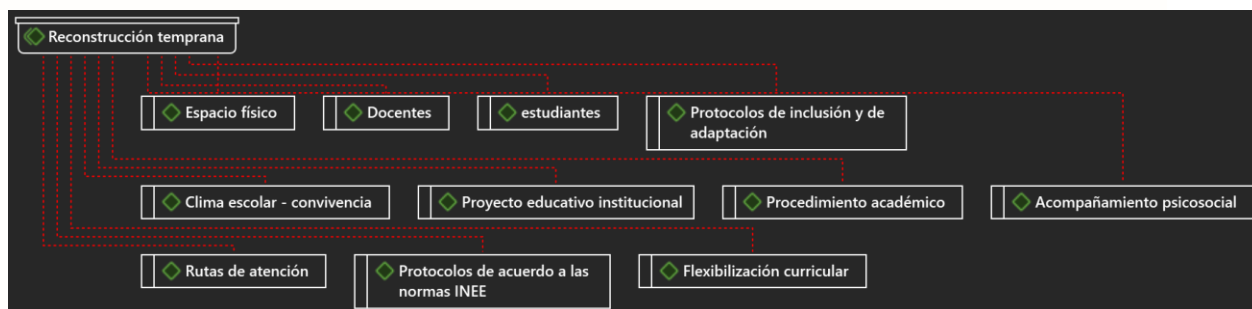 Reconstrucción temprana
Espacio físico
Docentes
estudiantes
Protocolos de inclusión y de
adaptación
Clima escolar - convivencia
Proyecto educativo institucional
Procedimiento académico
Acompañamiento psicosocial
Rutas de atención
Protocolos de acuerdo a las
normas INEE
Flexibilización curricular